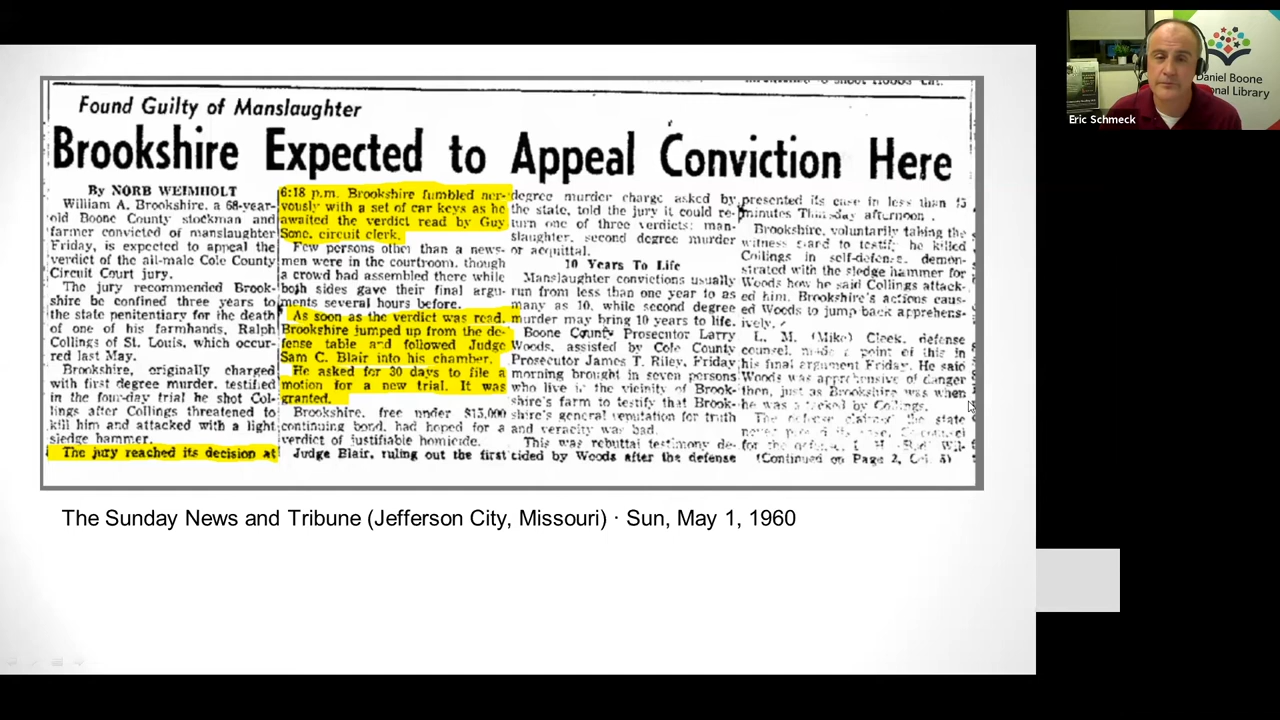 Found Guilty of Manslaughter
Brookshire Expected to Appeal Conviction Here
By NORB WEIMHOLT
William A. Brookshire, a 68-year-
old Boone County stockman and
farmer convicted of manslaughter
Friday, is expected to appeal the
verdict of the all-male Cole County
Circuit Court jury.
The jury recommended Brook-
shire be confined three years to
the state penitentiary for the death
of one of his farmhands, Ralph
Collings of St. Louis, which occur-
red last May.
Brookshire, originally charged
with first degree murder, testified
in the four-day trial he shot Col-
lings after Collings threatened to
kill him and attacked with a light
sledge hammer.
The jury reached its decision at
6:18 p.m. Brookshire fumbled ner-
vously with a set of car keys as he
awaited the verdict read by Guy
Sone, circuit clerk.
Few persons other than a news-
men were in the courtroom, though
a crowd had assembled there while
both sides gave their final argu-
ments several hours before.
As soon as the verdict was read,
Brookshire jumped up from the de-
fense table and followed Judge
Sam C. Blair into his chamber.
He asked for 30 days to file a
motion for a new trial. It was
granted.
Brookshire, free under $15,000
continuing bond, had hoped for a
verdict of justifiable homicide.
Judge Blair, ruling out the first
degree murder charge asked by
the state, told the jury it could re-
turn one of three verdicts: man-
slaughter, second degree murder
or acquittal.
10 Years To Life
Manslaughter convictions usually
run from less than one year to as
many as 10, while second degree
murder may bring 10 years to life.
Boone County Prosecutor Larry
Woods, assisted by Cole County
Prosecutor James T. Riley, Friday
morning brought in seven persons
who live in the vicinity of Brook-
shire's farm to testify that Brook-
shire's general reputation for truth
and veracity was bad.
This was rebuttal testimony de-
cided by Woods after the defense
presented its case in less than 15
minutes Thursday afternoon.
Brookshire, voluntarily taking the
witness stand to testify he killed
Collings in self-defense, demon-
strated with the sledge hammer for
Woods how he said Collings attack-
ed him. Brookshire's actions caus-
ed Woods to jump back apprehens-
ively.
L. M. (Mike) Cleek, defense
counsel, made a point of this in
his final argument Friday. He said
Woods was apprehensive of danger
then, just as Brookshire was when
he was attacked by Collings.
The defense claimed the state
never
for the
(Continued on Page 2, Col. 5)
The Sunday News and Tribune (Jefferson City, Missouri) · Sun, May 1, 1960
Daniel Boone
Library
Eric Schmeck